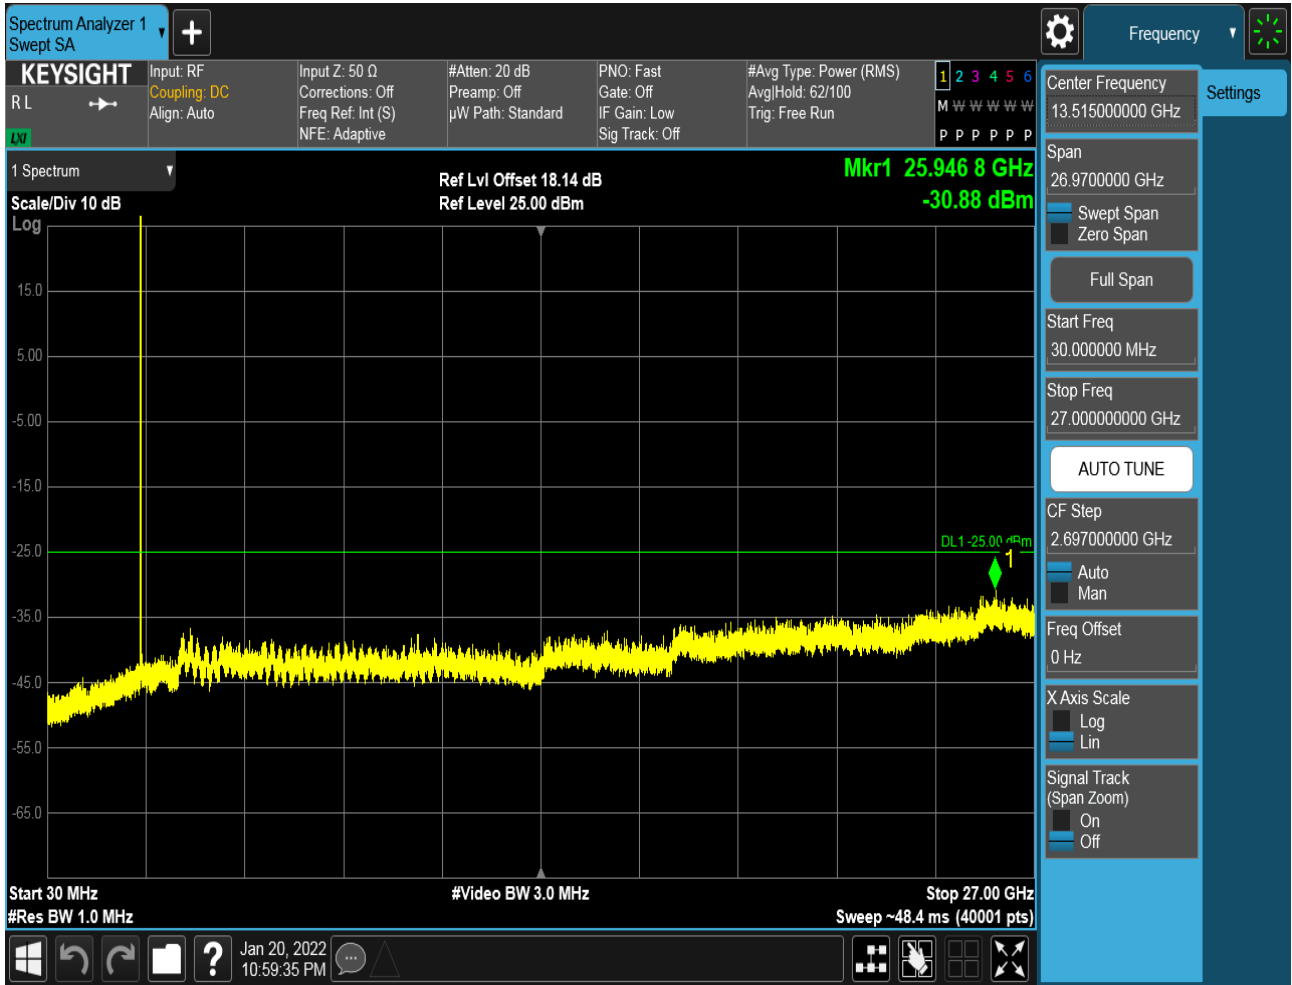 Spectrum Analyzer 1
Swept SA
Frequency
KEYSIGHT
R L
LXI
Input: RF
Coupling: DC
Align: Auto
Input Z: 50 Ω
Corrections: Off
Freq Ref: Int (S)
NFE: Adaptive
#Atten: 20 dB
Preamp: Off
µW Path: Standard
PNO: Fast
Gate: Off
IF Gain: Low
Sig Track: Off
#Avg Type: Power (RMS)
Avg|Hold: 62/100
Trig: Free Run
1 2 3 4 5 6
M W W W W W
P P P P P P
1 Spectrum
Scale/Div 10 dB
Log
Ref Lvl Offset 18.14 dB
Ref Level 25.00 dBm
Mkr1 25.946 8 GHz
-30.88 dBm
15.0
5.00
-5.00
-15.0
-25.0
-35.0
-45.0
-55.0
-65.0
DL1 -25.00 dBm
1
Start 30 MHz
#Res BW 1.0 MHz
#Video BW 3.0 MHz
Stop 27.00 GHz
Sweep ~48.4 ms (40001 pts)
Center Frequency
13.515000000 GHz
Span
26.9700000 GHz
Swept Span
Zero Span
Full Span
Start Freq
30.000000 MHz
Stop Freq
27.000000000 GHz
AUTO TUNE
CF Step
2.697000000 GHz
Auto
Man
Freq Offset
0 Hz
X Axis Scale
Log
Lin
Signal Track
(Span Zoom)
On
Off
Settings
?
Jan 20, 2022
10:59:35 PM